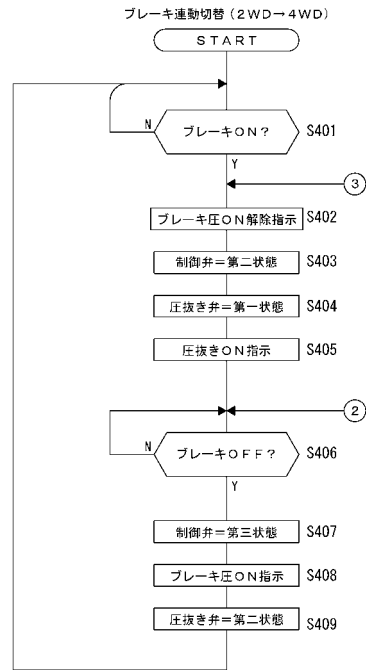 ブレーキ連動切替(２ＷＤ→４ＷＤ)
ＳＴＡＲＴ
ブレーキＯＮ？
N
S401
Y
③
ブレーキ圧ＯＮ解除指示
S402
制御弁＝第二状態
S403
圧抜き弁＝第一状態
S404
圧抜きＯＮ指示
S405
②
N
ブレーキＯＦＦ？
S406
Y
制御弁＝第三状態
S407
ブレーキ圧ＯＮ指示
S408
圧抜き弁＝第二状態
S409